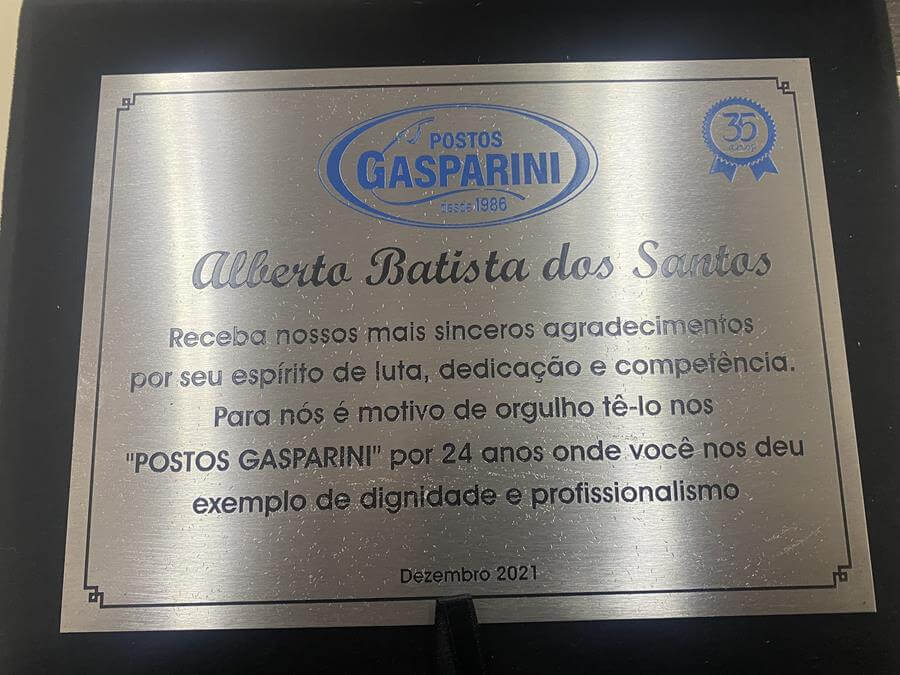 POSTOS
GASPARINI
desde 1986
35
anos
Alberto Batista dos Santos
Receba nossos mais sinceros agradecimentos
por seu espírito de luta, dedicação e competência.
Para nós é motivo de orgulho tê-lo nos
"POSTOS GASPARINI" por 24 anos onde você nos deu
exemplo de dignidade e profissionalismo
Dezembro 2021